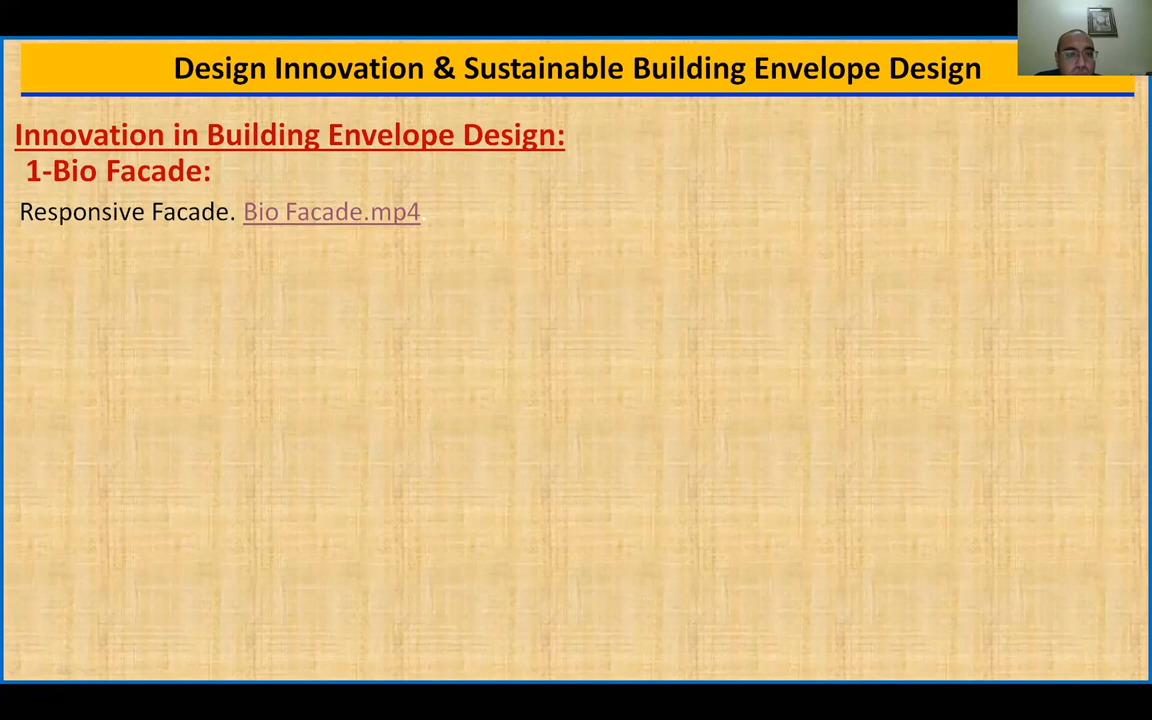 Design Innovation & Sustainable Building Envelope Design
Innovation in Building Envelope Design:
1-Bio Facade:
Responsive Facade. Bio Facade.mp4.